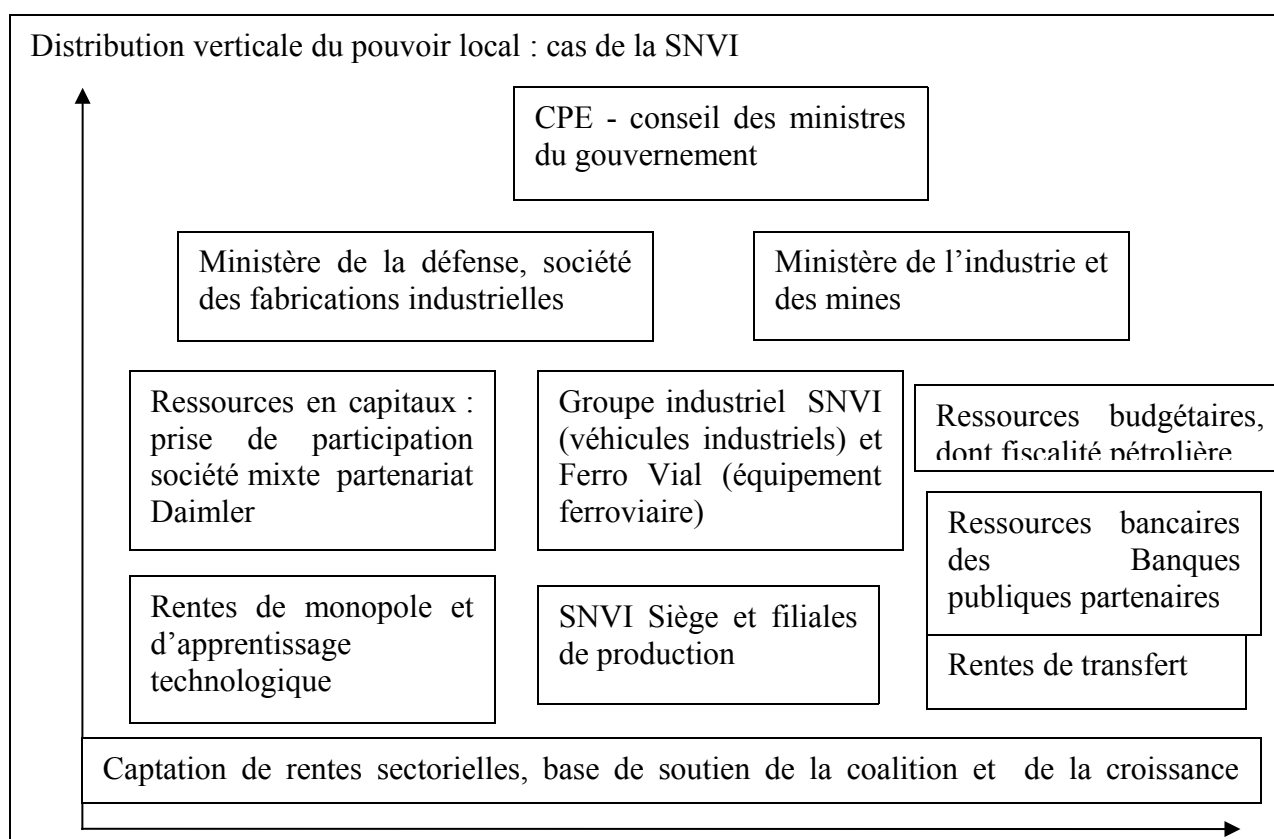 Distribution verticale du pouvoir local : cas de la SNVI
CPE - conseil des ministres
du gouvernement
Ministère de la défense, société
des fabrications industrielles
Ministère de l’industrie et
des mines
Ressources en capitaux :
prise de participation
société mixte partenariat
Daimler
Groupe industriel SNVI
(véhicules industriels) et
Ferro Vial (équipement
ferroviaire)
Ressources budgétaires,
dont fiscalité pétrolière
Ressources bancaires
des Banques
publiques partenaires
Rentes de monopole et
d’apprentissage
technologique
SNVI Siège et filiales
de production
Rentes de transfert
Captation de rentes sectorielles, base de soutien de la coalition et de la croissance